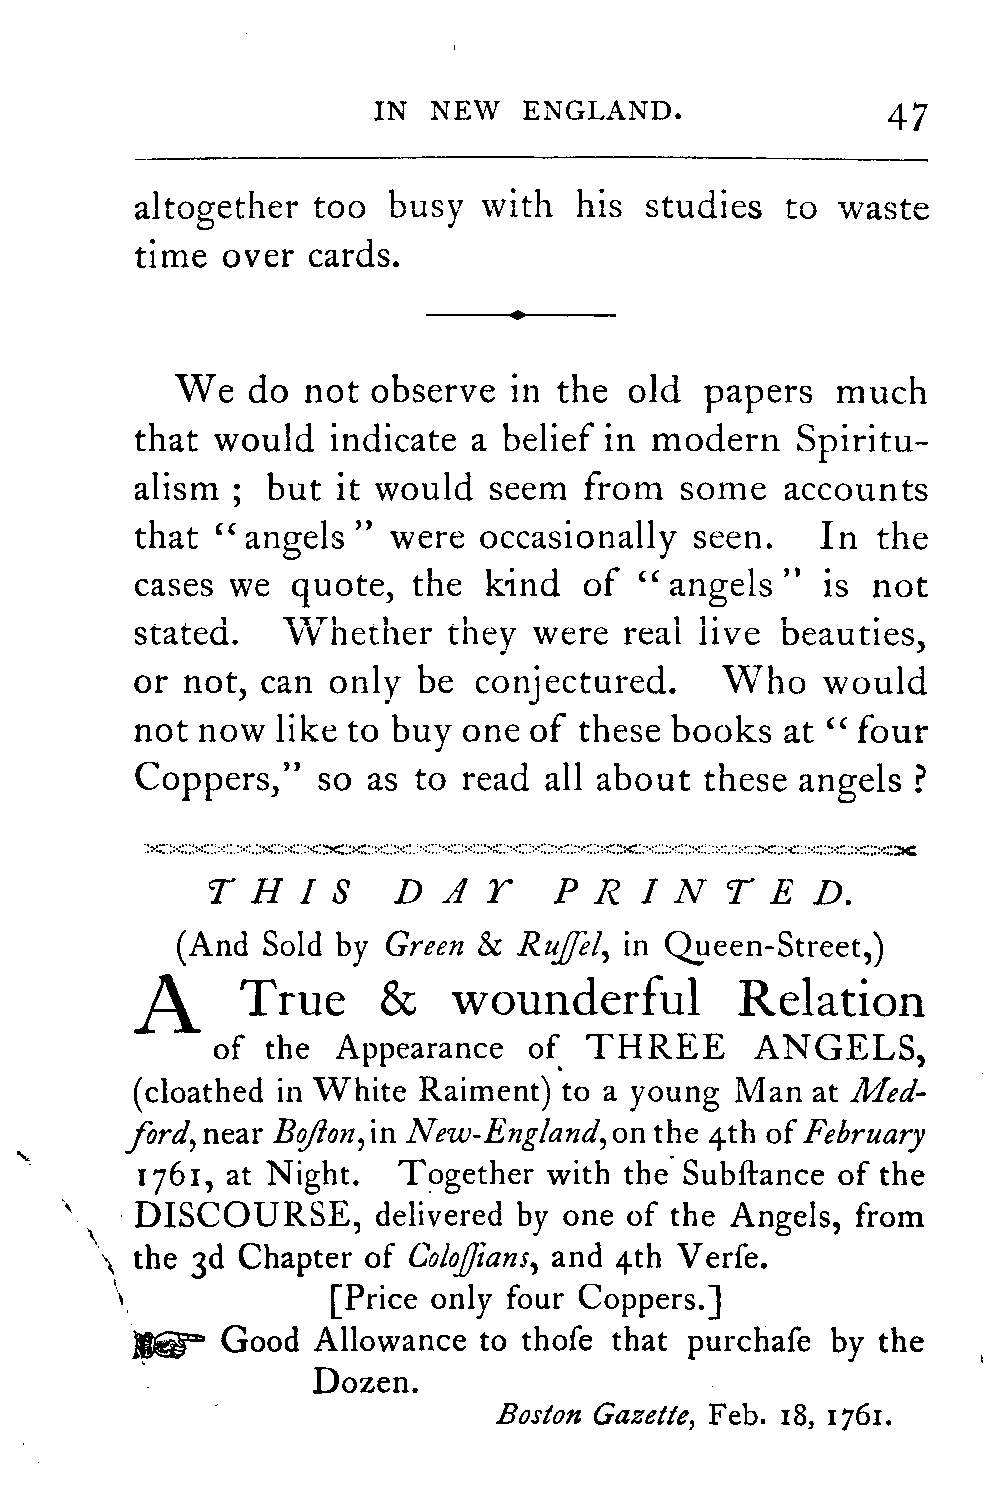 IN NEW ENGLAND. 47
altogether too busy with his studies to waste
time over cards.
We do not observe in the old papers much
that would indicate a belief in modern Spiritu-
alism ; but it would seem from some accounts
that “ angels ” were occasionally seen. In the
cases we quote, the kind of “ angels ” is not
stated. Whether they were real live beauties,
or not, can only be conjectured. Who would
not now like to buy one of these books at “ four
Coppers,” so as to read all about these angels ?
THIS DAY PRINTED.
(And Sold by Green & Ruſſel, in Queen-Street,)
A True & wounderful Relation
of the Appearance of THREE ANGELS,
(cloathed in White Raiment) to a young Man at Med-
ford, near Boſton, in New-England, on the 4th of February
1761, at Night. Together with the Subſtance of the
DISCOURSE, delivered by one of the Angels, from
the 3d Chapter of Coloſſians, and 4th Verſe.
[Price only four Coppers.]
☞ Good Allowance to thoſe that purchaſe by the
Dozen.
Boston Gazette, Feb. 18, 1761.